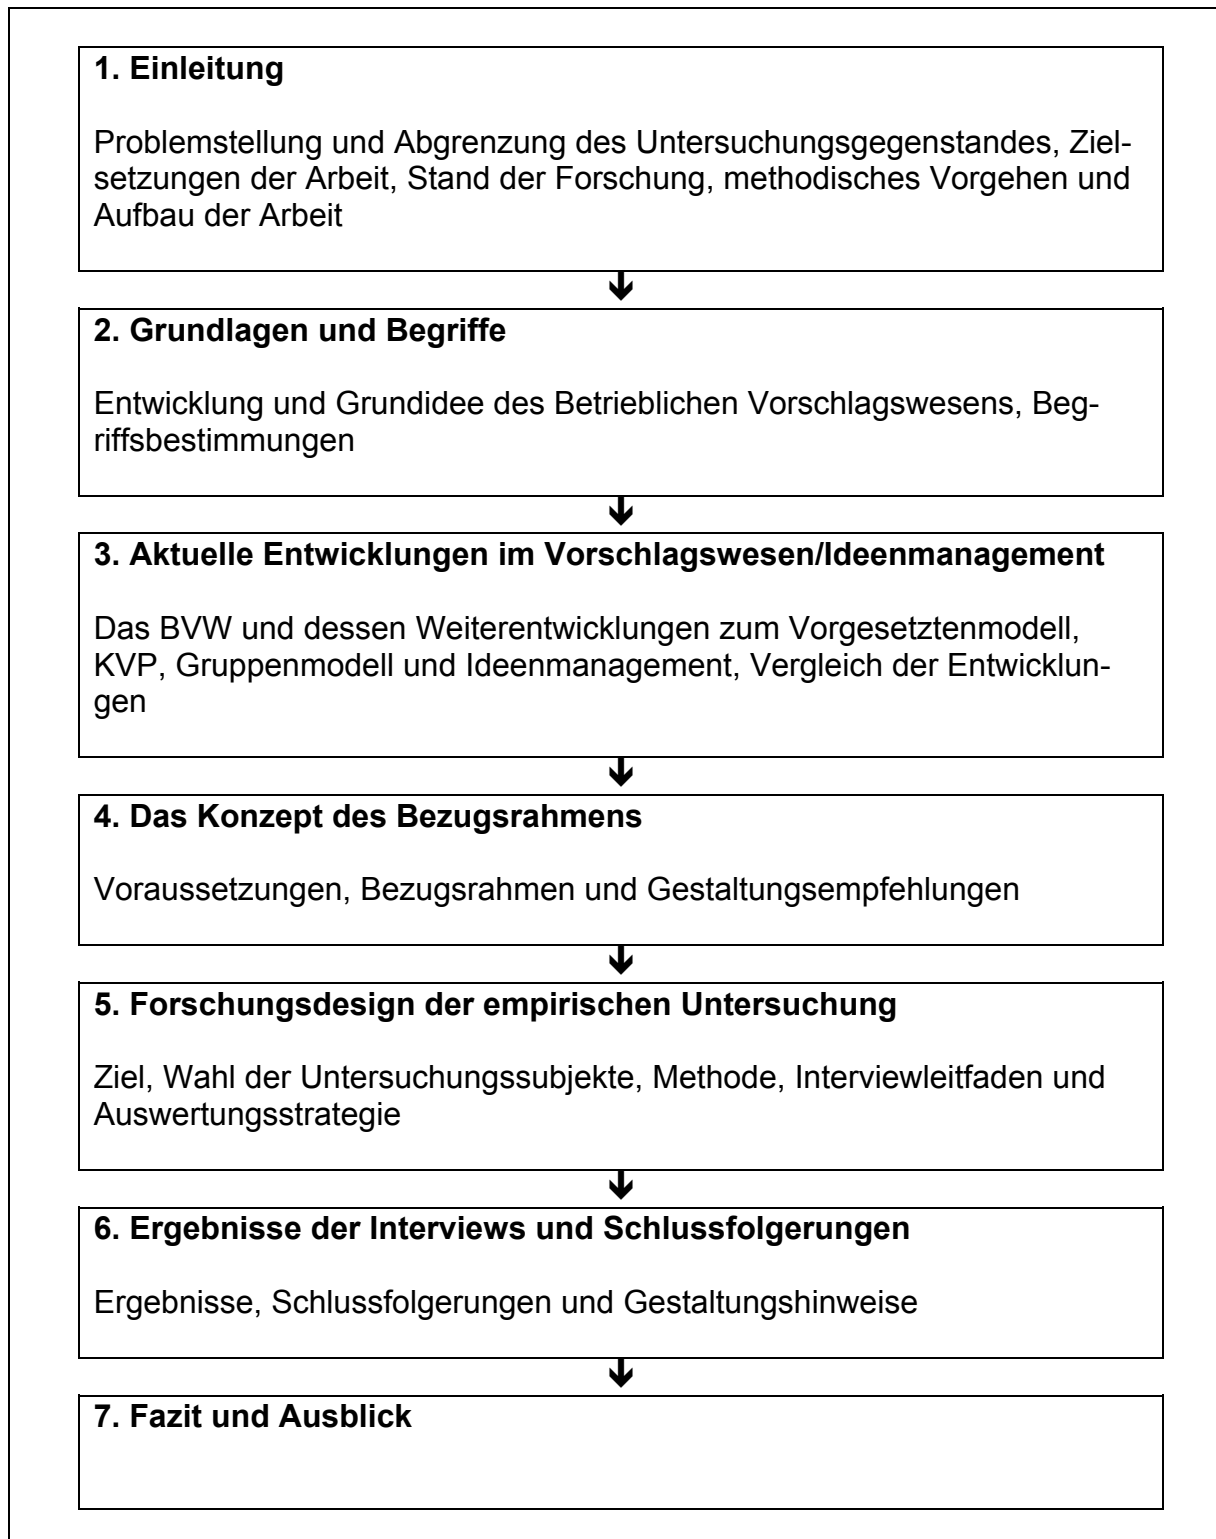 1. Einleitung
Problemstellung und Abgrenzung des Untersuchungsgegenstandes, Ziel-
setzungen der Arbeit, Stand der Forschung, methodisches Vorgehen und
Aufbau der Arbeit
2. Grundlagen und Begriffe
Entwicklung und Grundidee des Betrieblichen Vorschlagswesens, Beg-
riffsbestimmungen
3. Aktuelle Entwicklungen im Vorschlagswesen/Ideenmanagement
Das BVW und dessen Weiterentwicklungen zum Vorgesetztenmodell,
KVP, Gruppenmodell und Ideenmanagement, Vergleich der Entwicklun-
gen
4. Das Konzept des Bezugsrahmens
Voraussetzungen, Bezugsrahmen und Gestaltungsempfehlungen
5. Forschungsdesign der empirischen Untersuchung
Ziel, Wahl der Untersuchungssubjekte, Methode, Interviewleitfaden und
Auswertungsstrategie
6. Ergebnisse der Interviews und Schlussfolgerungen
Ergebnisse, Schlussfolgerungen und Gestaltungshinweise
7. Fazit und Ausblick